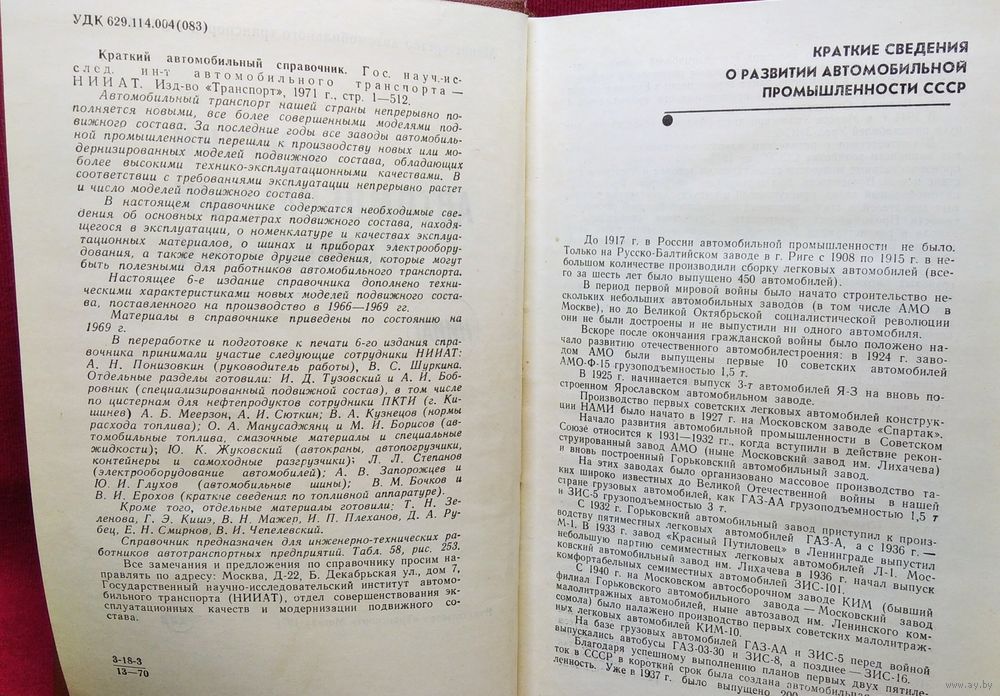 УДК 629.114.004(083)
Краткий автомобильный справочник. Гос. науч.-ис-
след. ин-т автомобильного транспорта —
НИИАТ. Изд-во «Транспорт», 1971 г., стр. 1—512.
Автомобильный транспорт нашей страны непрерывно по-
полняется новыми, все более совершенными моделями под-
вижного состава. За последние годы все заводы автомобиль-
ной промышленности перешли к производству новых или мо-
дернизированных моделей подвижного состава, обладающих
более высокими технико-эксплуатационными качествами. В
соответствии с требованиями эксплуатации непрерывно растет
и число моделей подвижного состава.
В настоящем справочнике содержатся необходимые све-
дения об основных параметрах подвижного состава, находя-
щегося в эксплуатации, о номенклатуре и качествах эксплуа-
тационных материалов, о шинах и приборах электрооборудо-
дования, а также некоторые другие сведения, которые могут
быть полезными для работников автомобильного транспорта.
Настоящее 6-е издание справочника дополнено техни-
ческими характеристиками новых моделей подвижного соста-
ва, поставленного на производство в 1966—1969 гг.
Материалы в справочнике приведены по состоянию на
1969 г.
В переработке и подготовке к печати 6-го издания спра-
вочника принимали участие следующие сотрудники НИИАТ:
А. Н. Понизовкин (руководитель работы), В. С. Шуркина.
Отдельные разделы готовили: И. Д. Тузовский и А. И. Боб-
ровник (специализированный подвижной состав), в том числе
по цистернам для нефтепродуктов сотрудники ПКТИ (г. Ки-
шинев) А. Б. Меерзон, А. И. Сюткин; В. А. Кузнецов (нормы
расхода топлива); О. А. Манусаджянц и М. И. Борисов (ав-
томобильные топлива, смазочные материалы и специальные
жидкости); Ю. К. Жуковский (автокраны, автопогрузчики,
контейнеры и самоходные разгрузчики); Л. Л. Степанов
(электрооборудование автомобилей); А. В. Запорожцев и
Ю. И. Глухов (автомобильные шины); В. М. Бочков и
В. И. Ерохов (краткие сведения по топливной аппаратуре).
Кроме того, отдельные материалы готовили: Т. Н. Зе-
ленова, Г. Э. Кишэ, В. Н. Мажер, И. П. Плеханов, Д. А. Ру-
бец, Е. Н. Смирнов, В. И. Чепелевский.
Справочник предназначен для инженерно-технических ра-
ботников автотранспортных предприятий. Табл. 58, рис. 253.
Все замечания и предложения по справочнику просим на-
правлять по адресу: Москва, Д-22, Б. Декабрьская ул., дом 7,
Государственный научно-исследовательский институт автомо-
бильного транспорта (НИИАТ), отдел совершенствования эк-
сплуатационных качеств и модернизации подвижного со-
става.
3-18-3
13—70
КРАТКИЕ СВЕДЕНИЯ
О РАЗВИТИИ АВТОМОБИЛЬНОЙ
ПРОМЫШЛЕННОСТИ СССР
До 1917 г. в России автомобильной промышленности не было.
Только на Русско-Балтийском заводе в г. Риге с 1908 по 1915 г. в не-
большом количестве производили сборку легковых автомобилей (все-
го за шесть лет было выпущено 450 автомобилей).
В период первой мировой войны было начато строительство не-
скольких небольших автомобильных заводов (в том числе АМО в
Москве), но до Великой Октябрьской социалистической революции
они не были достроены и не выпустили ни одного автомобиля.
Вскоре после окончания гражданской войны было положено на-
чало развитию отечественного автомобилестроения: в 1924 г. заво-
дом АМО были выпущены первые 10 советских автомобилей
АМО-Ф-15 грузоподъемностью 1,5 т.
В 1925 г. начинается выпуск 3-т автомобилей Я-3 на вновь по-
строенном Ярославском автомобильном заводе.
Производство первых советских легковых автомобилей конструк-
ции НАМИ было начато в 1927 г. на Московском заводе «Спартак».
Начало развития автомобильной промышленности в Советском
Союзе относится к 1931—1932 гг., когда вступили в действие рекон-
струированный завод АМО (ныне Московский завод им. Лихачева)
и вновь построенный Горьковский автомобильный завод.
На этих заводах было организовано массовое производство та-
ких широко известных до Великой Отечественной войны в нашей
стране грузовых автомобилей, как ГАЗ-АА грузоподъемностью 1,5 т
и ЗИС-5 грузоподъемностью 3 т.
С 1932 г. Горьковский автомобильный завод приступил к произ-
водству пятиместных легковых автомобилей ГАЗ-А, а с 1936 г. —
М-1. В 1933 г. завод «Красный Путиловец» в Ленинграде выпустил
небольшую партию семиместных легковых автомобилей Л-1. Мос-
ковский автомобильный завод им. Лихачева в 1936 г. начал выпуск
комфортабельных семиместных автомобилей ЗИС-101.
С 1940 г. на Московском автосборочном заводе КИМ (бывший
филиал Горьковского автомобильного завода — Московский завод
малолитражных автомобилей, ныне автозавод им. Ленинского ком-
сомола) было налажено производство первых советских малолитраж-
ных легковых автомобилей КИМ-10.
На базе грузовых автомобилей ГАЗ-АА и ЗИС-5 перед войной
выпускались автобусы ГАЗ-03-30 и ЗИС-8, а позднее — ЗИС-16.
Благодаря успешному выполнению планов первых двух пятиле-
ток в СССР в короткий срок была создана автомобильная
ленность. Уже в 1937 г. было выпущено 200
www.ay.by